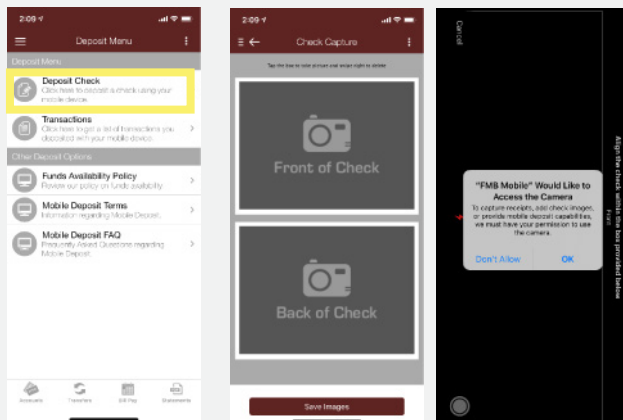 2:09
Deposit Menu
Deposit Menu
Deposit Check
Click here to deposit a check using your
mobile device.
Transactions
Click here to get a list of transactions you
deposited with your mobile device.
Other Deposit Options
Funds Availability Policy
Review our policy on funds availability.
Mobile Deposit Terms
Information regarding Mobile Deposit.
Mobile Deposit FAQ
Frequently Asked Questions regarding
Mobile Deposit.
Accounts
Transfers
Bill Pay
Statements
2:09
Check Capture
Tap the box to take picture and swipe right to delete
Front of Check
Back of Check
Save Images
Cancel
"FMB Mobile" Would Like to
Access the Camera
To capture receipts, add check images,
or provide mobile deposit capabilities,
we must have your permission to use
the camera.
Don't Allow
OK
Front
Align the check within the box provided below